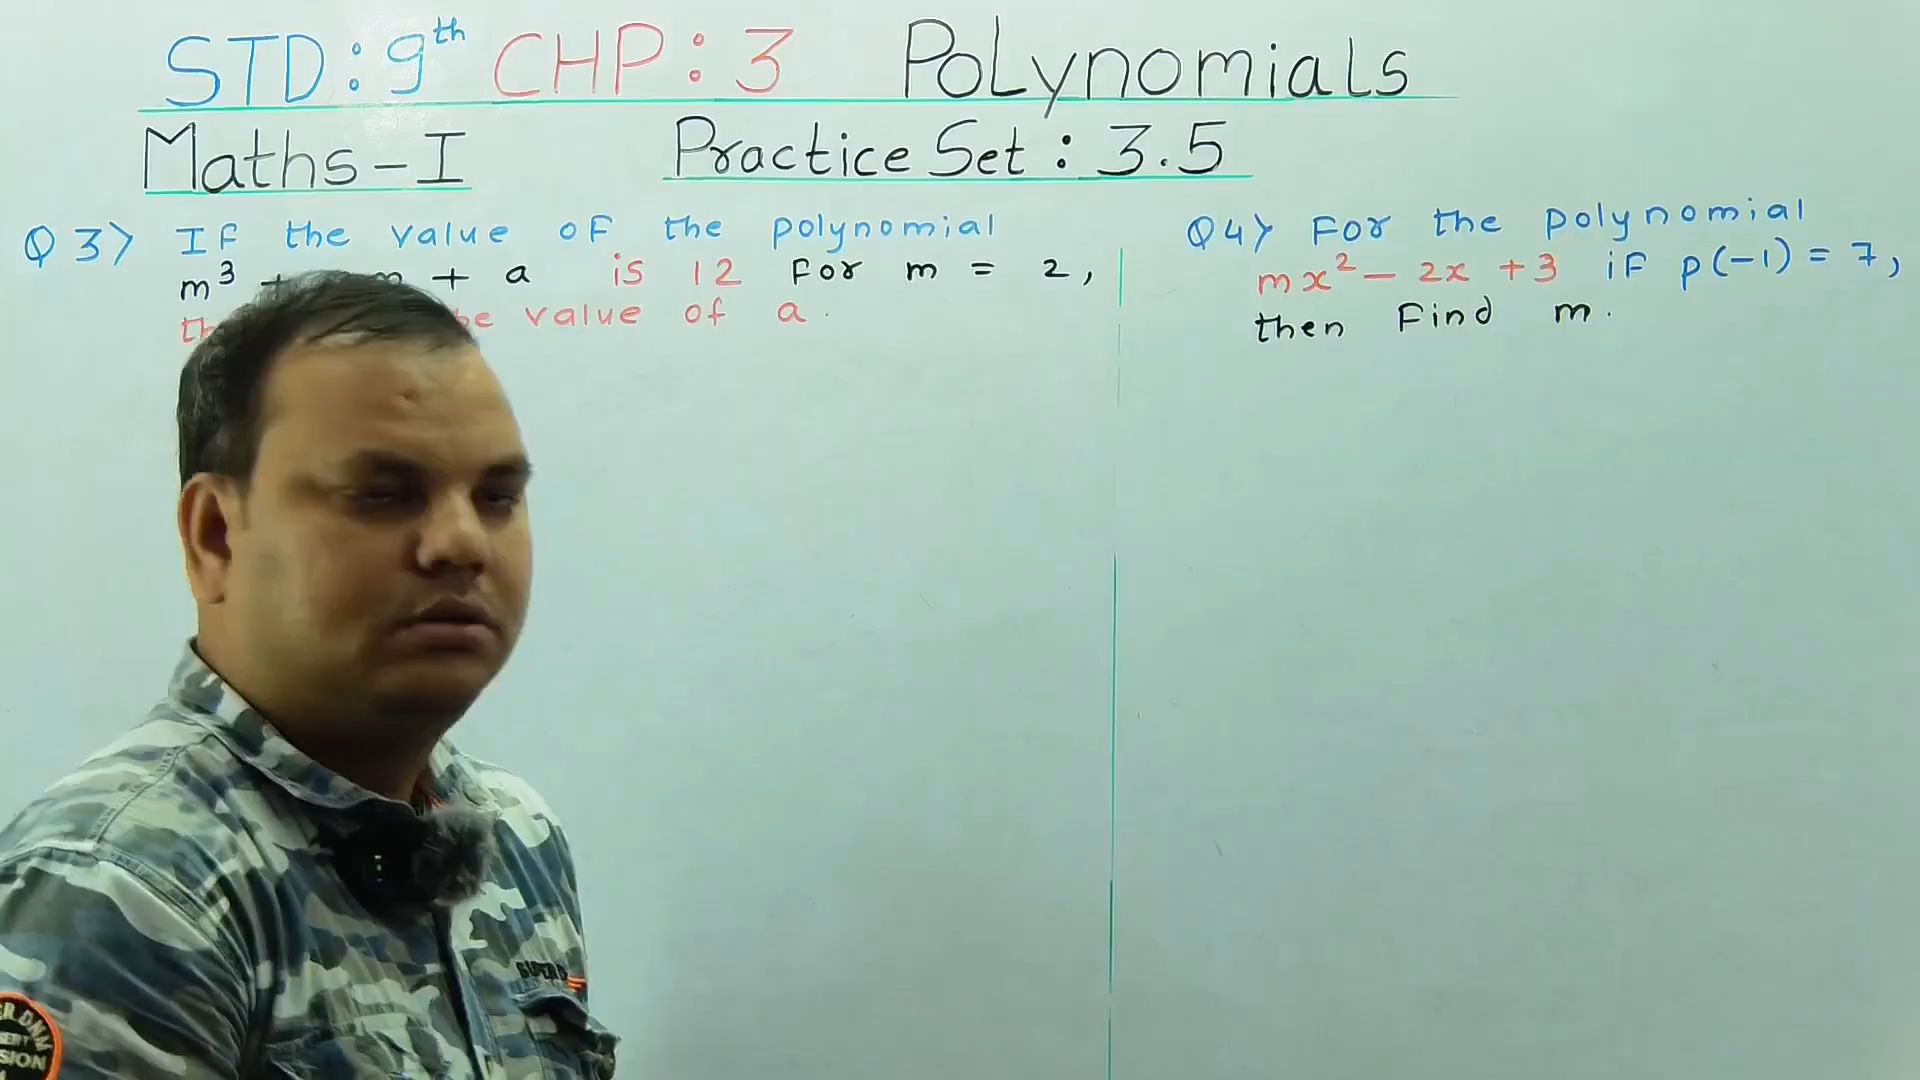 STD : 9th CHP : 3 Polynomials
Maths-I Practice Set : 3.5
Q 3> If the value of the polynomial
m³ + m + a is 12 for m = 2,
value of a.
Q4> For the polynomial
mx² - 2x + 3 if p(-1) = 7,
then Find m.
SUPER D